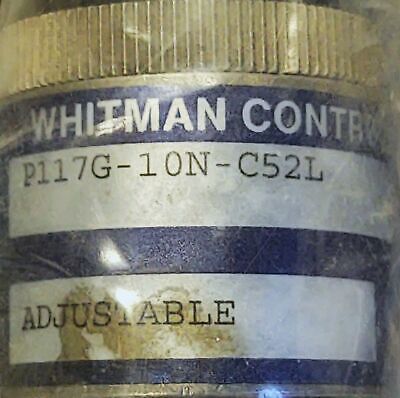 WHITMAN CONTR
P117G-10N-C52L
ADJUSTABLE